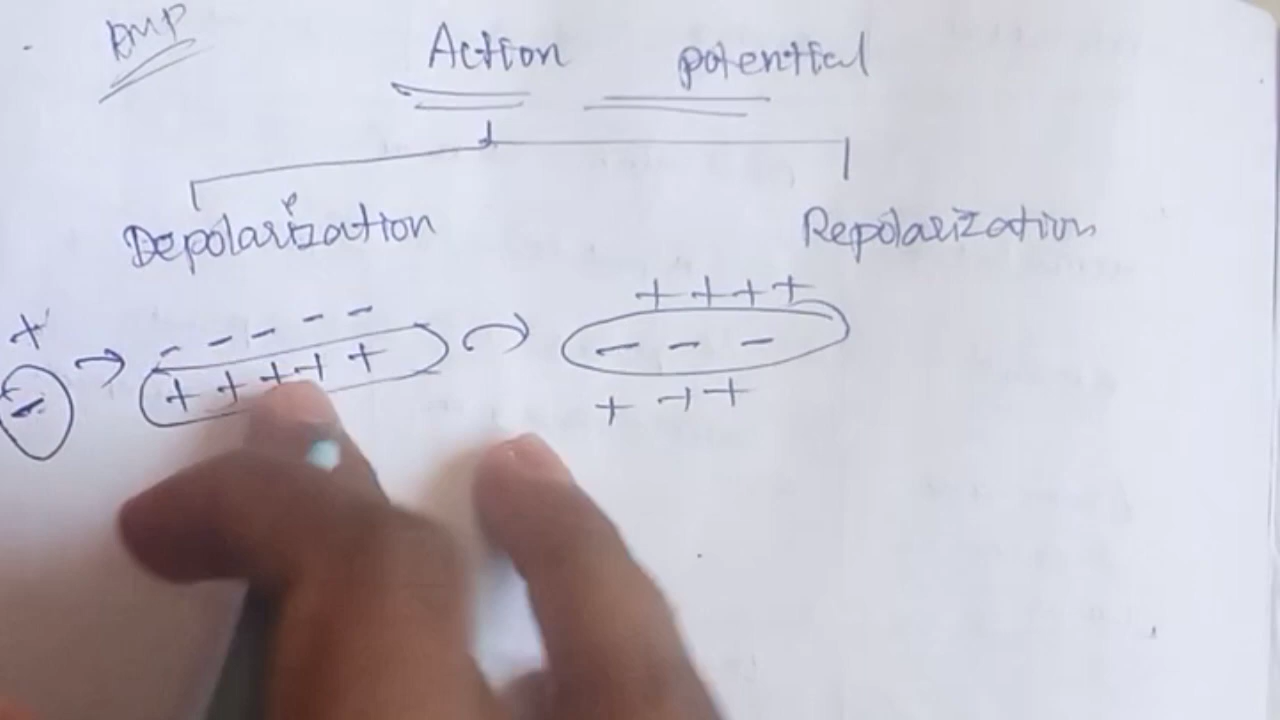 RMP
Action potential
Depolarization
Repolarization
+ + + +
+
- - - - -
- - -
-
+ + + + +
+ + +